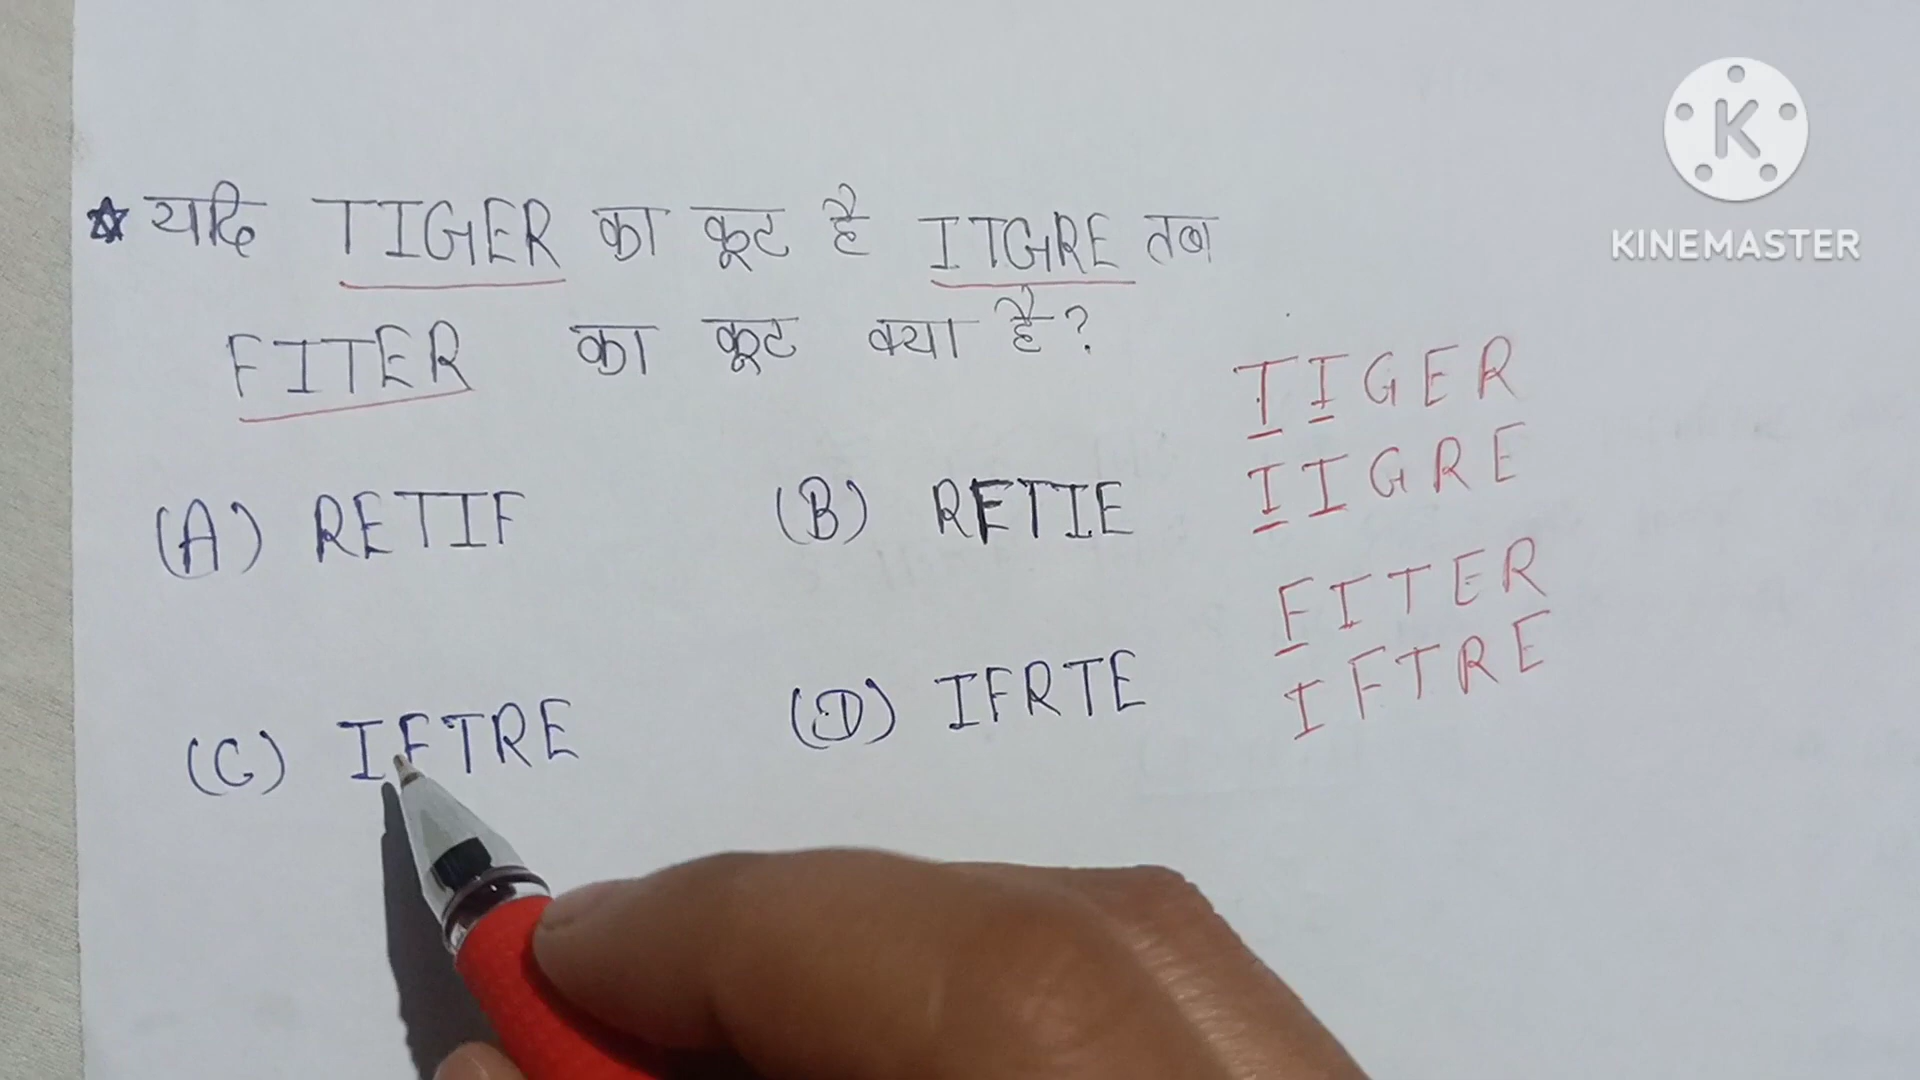 यदि TIGER का कूट है ITGRE तब
FITER का कूट क्या है?
(A) RETIF (B) RFTIE
(C) IFTRE (D) IFRTE
TIGER
IIGRE
FITER
IFTRE
K
KINEMASTER